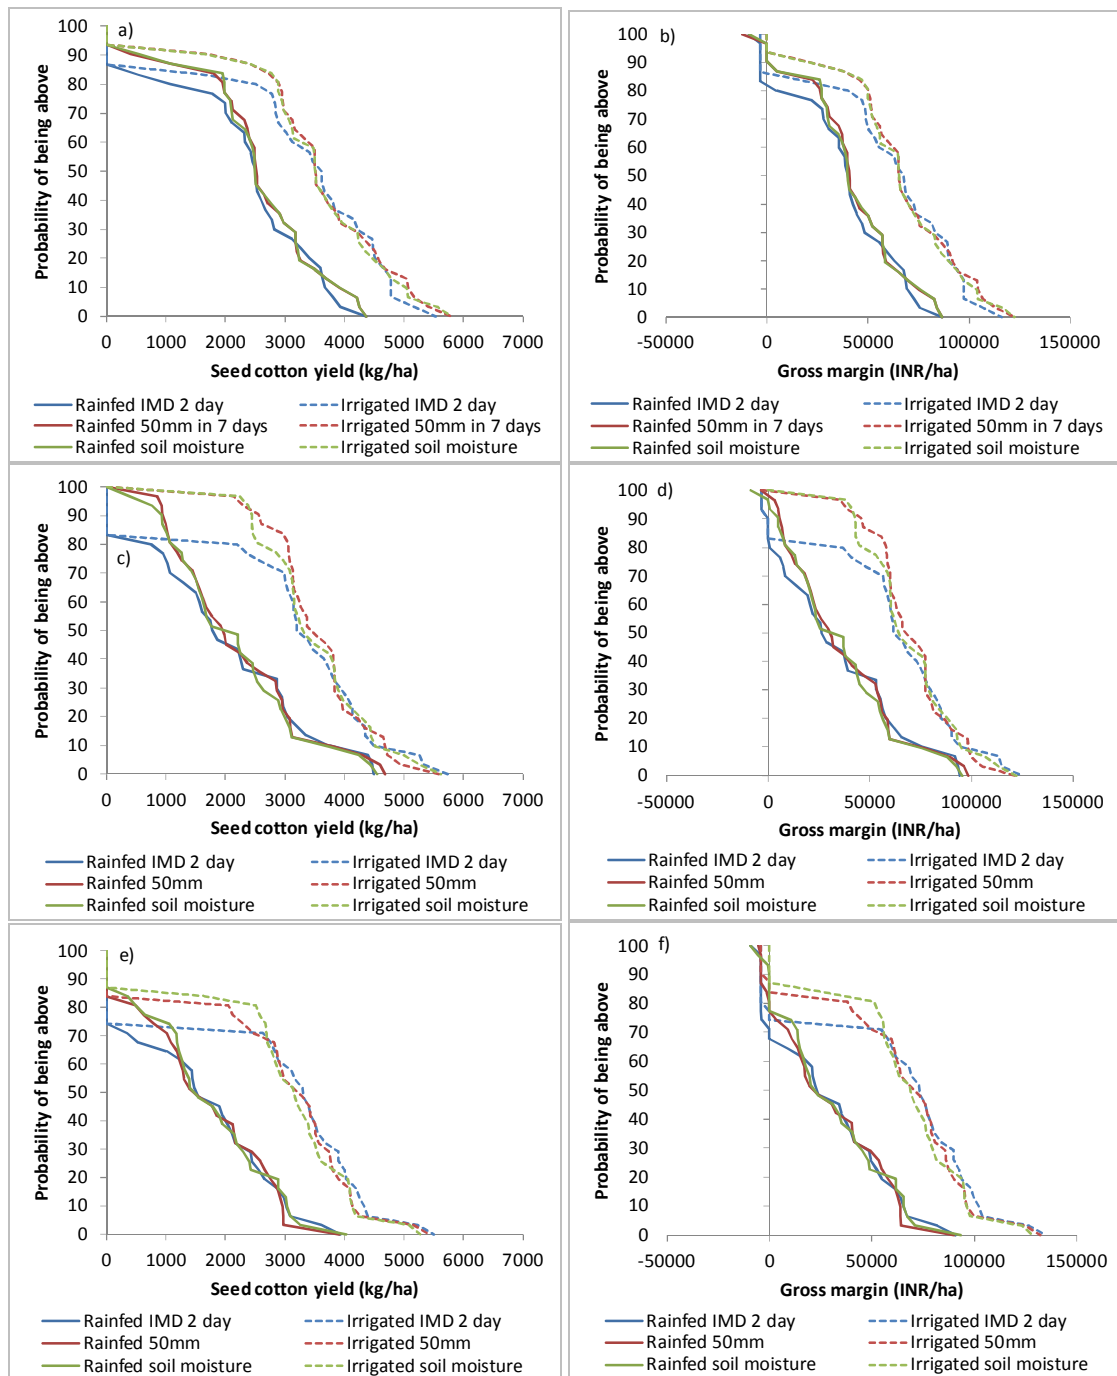 a)
Probability of being above
100
90
80
70
60
50
40
30
20
10
0
0 1000 2000 3000 4000 5000 6000 7000
Seed cotton yield (kg/ha)
Rainfed IMD 2 day Irrigated IMD 2 day
Rainfed 50mm in 7 days Irrigated 50mm in 7 days
Rainfed soil moisture Irrigated soil moisture
b)
Probability of being above
100
90
80
70
60
50
40
30
20
10
0
-50000 0 50000 100000 150000
Gross margin (INR/ha)
Rainfed IMD 2 day Irrigated IMD 2 day
Rainfed 50mm in 7 days Irrigated 50mm in 7 days
Rainfed soil moisture Irrigated soil moisture
c)
Probability of being above
100
90
80
70
60
50
40
30
20
10
0
0 1000 2000 3000 4000 5000 6000 7000
Seed cotton yield (kg/ha)
Rainfed IMD 2 day Irrigated IMD 2 day
Rainfed 50mm Irrigated 50mm
Rainfed soil moisture Irrigated soil moisture
d)
Probability of being above
100
90
80
70
60
50
40
30
20
10
0
-50000 0 50000 100000 150000
Gross margin (INR/ha)
Rainfed IMD 2 day Irrigated IMD 2 day
Rainfed 50mm Irrigated 50mm
Rainfed soil moisture Irrigated soil moisture
e)
Probability of being above
100
90
80
70
60
50
40
30
20
10
0
0 1000 2000 3000 4000 5000 6000 7000
Seed cotton yield (kg/ha)
Rainfed IMD 2 day Irrigated IMD 2 day
Rainfed 50mm Irrigated 50mm
Rainfed soil moisture Irrigated soil moisture
f)
Probability of being above
100
90
80
70
60
50
40
30
20
10
0
-50000 0 50000 100000 150000
Gross margin (INR/ha)
Rainfed IMD 2 day Irrigated IMD 2 day
Rainfed 50mm Irrigated 50mm
Rainfed soil moisture Irrigated soil moisture